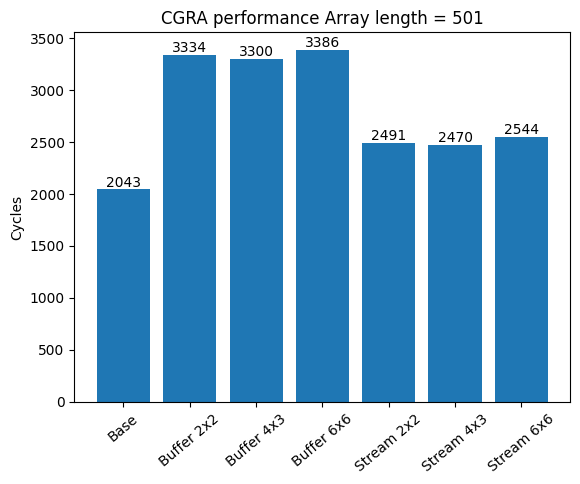 CGRA performance Array length = 501
Cycles
3500
3000
2500
2000
1500
1000
500
0
2043
3334
3300
3386
2491
2470
2544
Base
Buffer 2x2
Buffer 4x3
Buffer 6x6
Stream 2x2
Stream 4x3
Stream 6x6